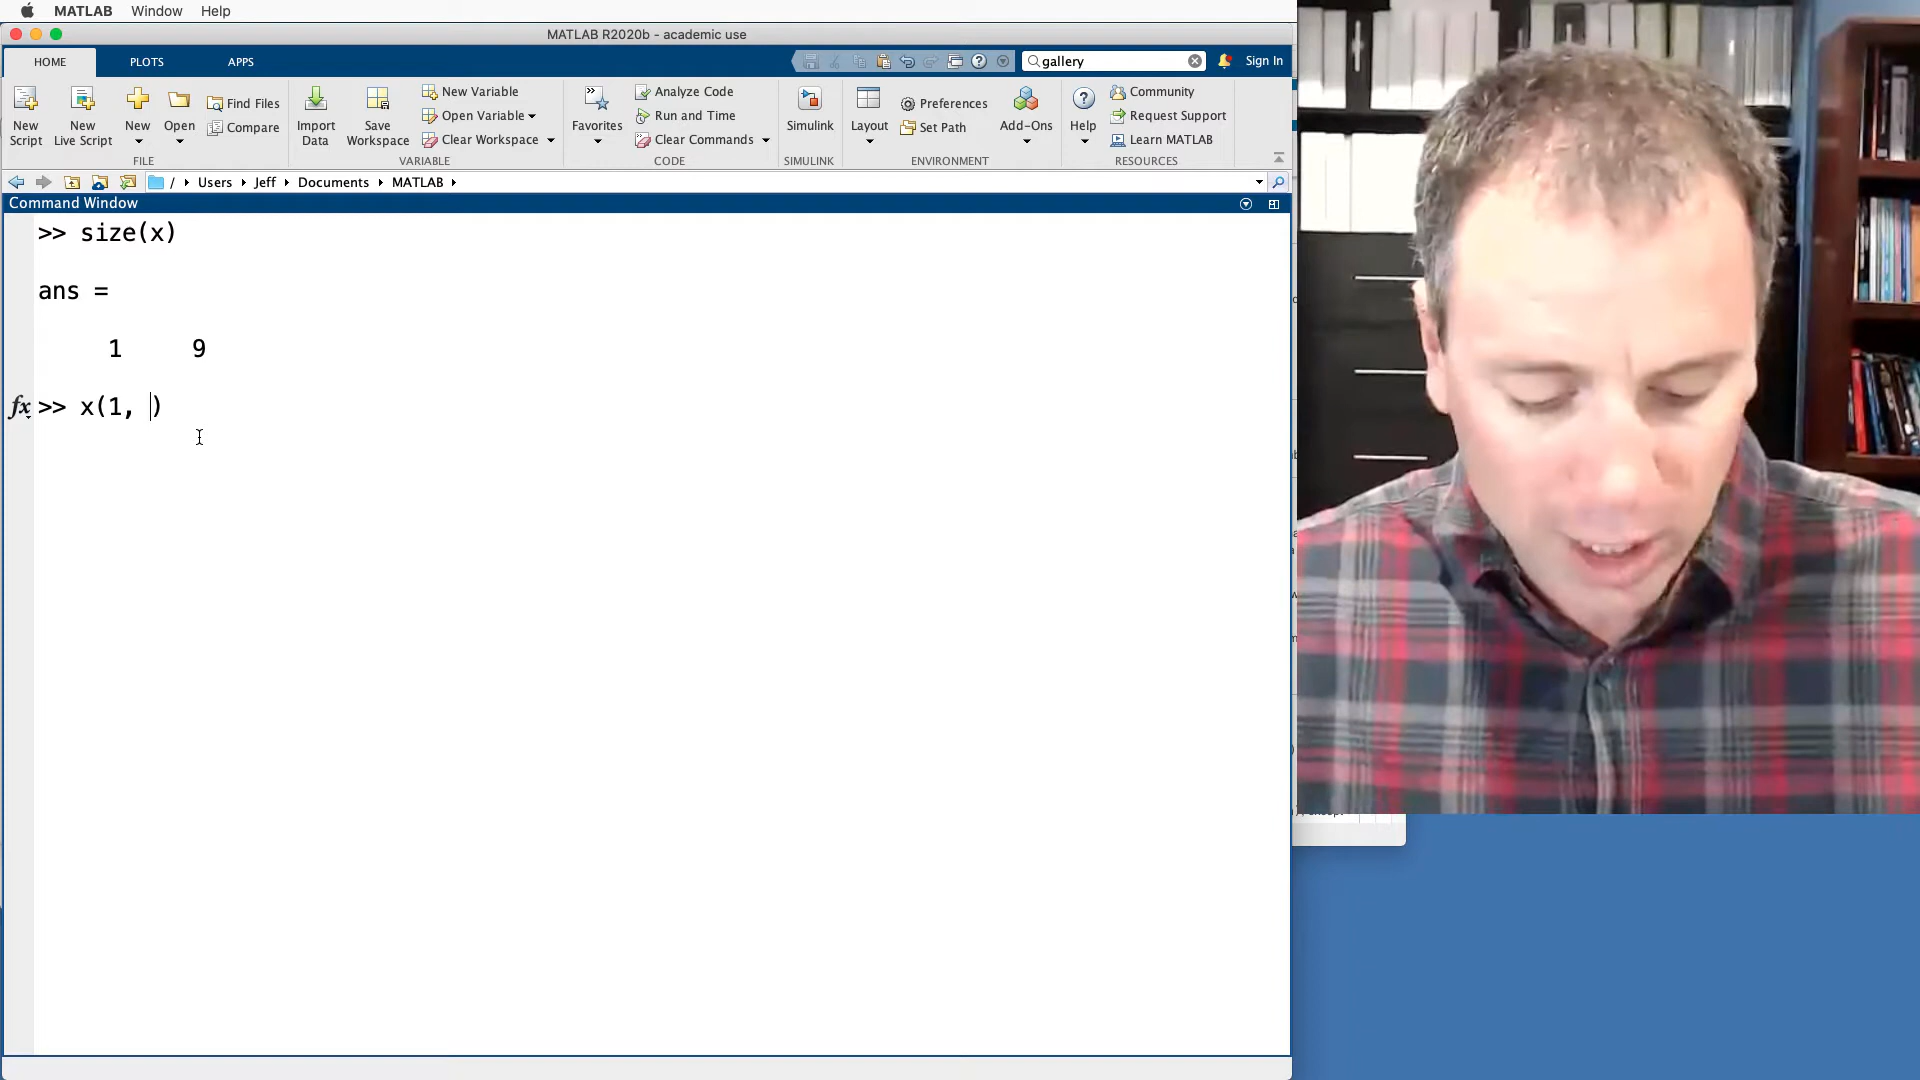 MATLAB Window Help
MATLAB R2020b - academic use
HOME PLOTS APPS
gallery
Sign In
New Script
New Live Script
New
Open
Find Files
Compare
FILE
Import Data
Save Workspace
New Variable
Open Variable
Clear Workspace
VARIABLE
Favorites
Analyze Code
Run and Time
Clear Commands
CODE
Simulink
SIMULINK
Layout
Preferences
Set Path
Add-Ons
ENVIRONMENT
Help
Community
Request Support
Learn MATLAB
RESOURCES
/ Users Jeff Documents MATLAB
Command Window
>> size(x)
ans =
1 9
fx >> x(1, )